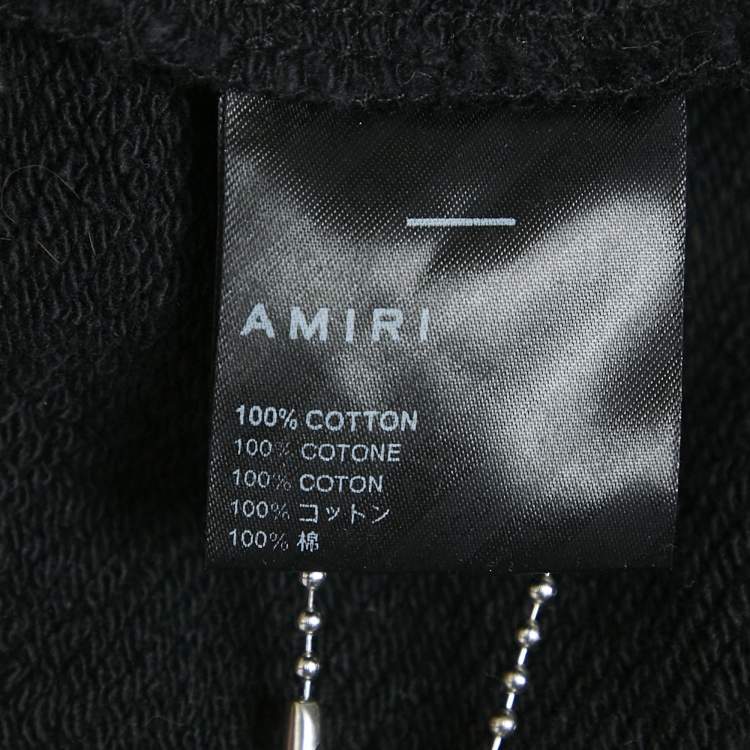 AMIRI
100% COTTON
100% COTONE
100% COTON
100% コットン
100% 棉